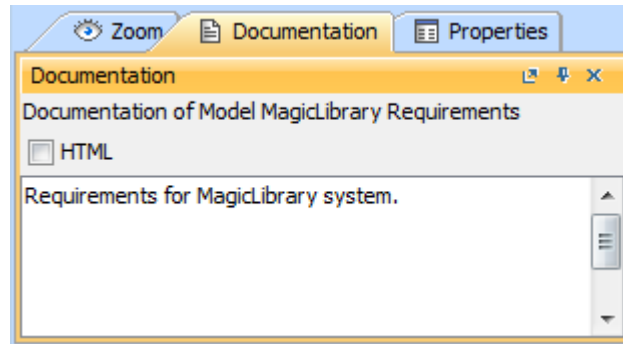 Zoom Documentation Properties
Documentation
Documentation of Model MagicLibrary Requirements
HTML
Requirements for MagicLibrary system.